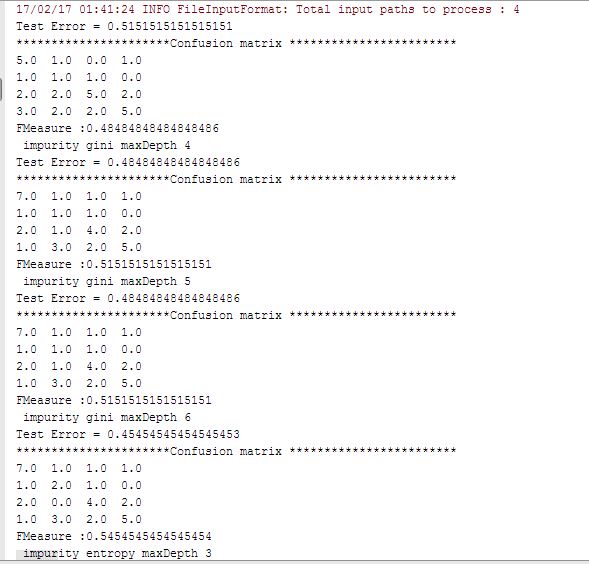 17/02/17 01:41:24 INFO FileInputFormat: Total input paths to process : 4
Test Error = 0.5151515151515151
**********************Confusion matrix ************************
5.0 1.0 0.0 1.0
1.0 1.0 1.0 0.0
2.0 2.0 5.0 2.0
3.0 2.0 2.0 5.0
FMeasure :0.48484848484848486
impurity gini maxDepth 4
Test Error = 0.48484848484848486
**********************Confusion matrix ************************
7.0 1.0 1.0 1.0
1.0 1.0 1.0 0.0
2.0 1.0 4.0 2.0
1.0 3.0 2.0 5.0
FMeasure :0.5151515151515151
impurity gini maxDepth 5
Test Error = 0.48484848484848486
**********************Confusion matrix ************************
7.0 1.0 1.0 1.0
1.0 1.0 1.0 0.0
2.0 1.0 4.0 2.0
1.0 3.0 2.0 5.0
FMeasure :0.5151515151515151
impurity gini maxDepth 6
Test Error = 0.45454545454545453
**********************Confusion matrix ************************
7.0 1.0 1.0 1.0
1.0 2.0 1.0 0.0
2.0 0.0 4.0 2.0
1.0 3.0 2.0 5.0
FMeasure :0.5454545454545454
impurity entropy maxDepth 3